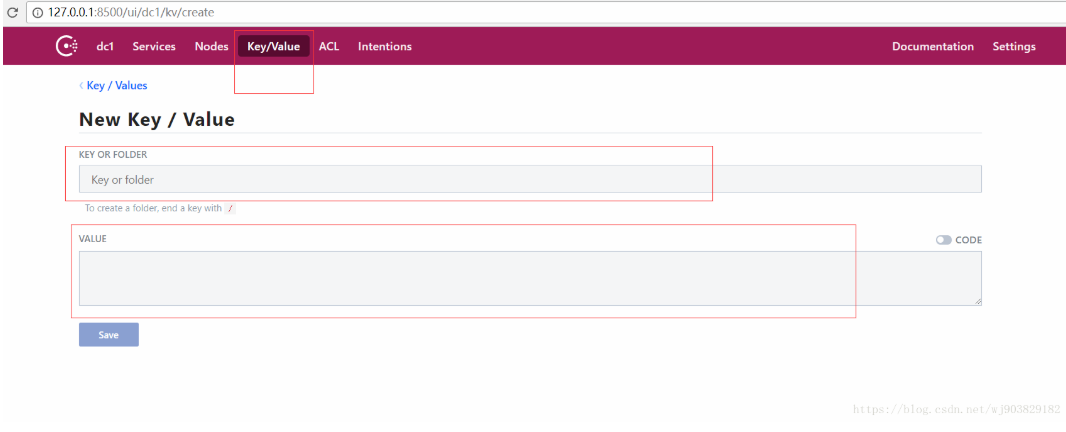 127.0.0.1:8500/ui/dc1/kv/create
dc1 Services Nodes Key/Value ACL Intentions Documentation Settings
‹ Key / Values
New Key / Value
KEY OR FOLDER
Key or folder
To create a folder, end a key with /
VALUE CODE
Save
https://blog.csdn.net/wj903829182